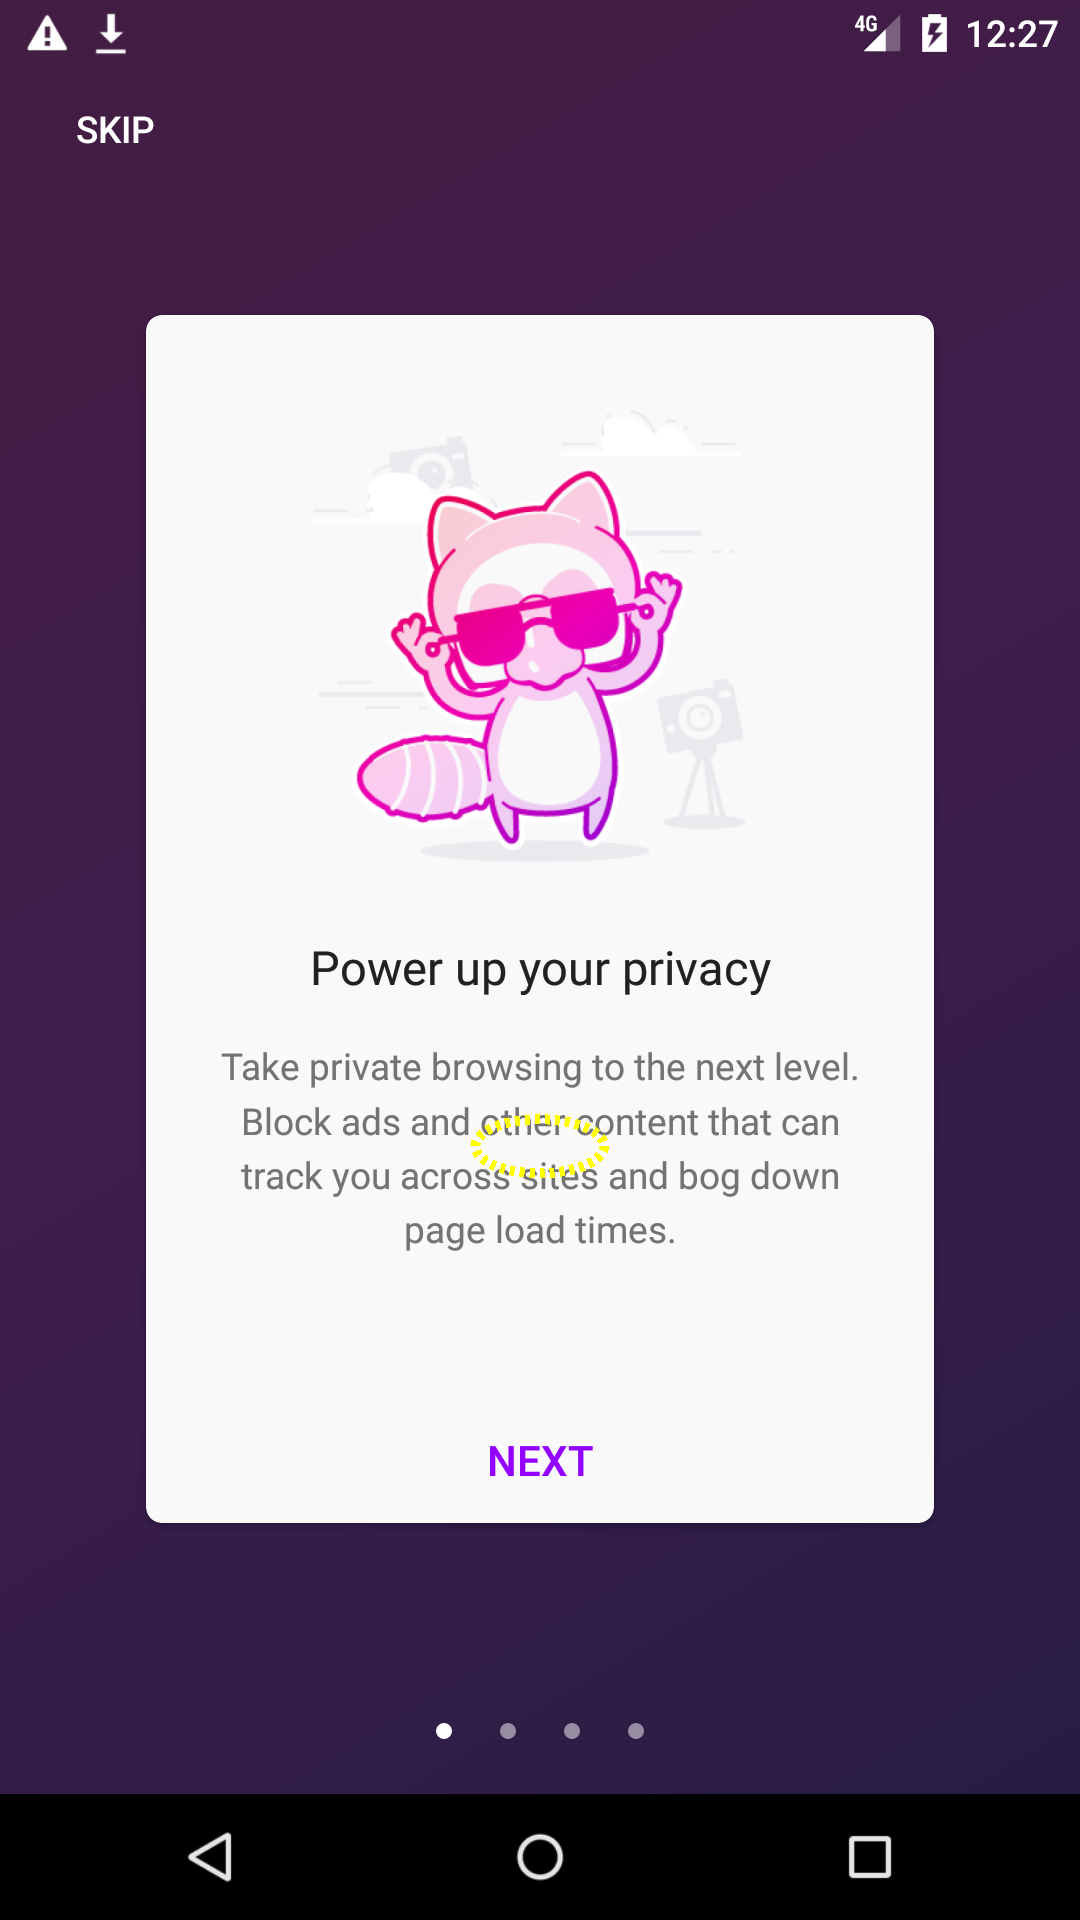 4G 12:27
SKIP
Power up your privacy
Take private browsing to the next level.
Block ads and other content that can
track you across sites and bog down
page load times.
NEXT